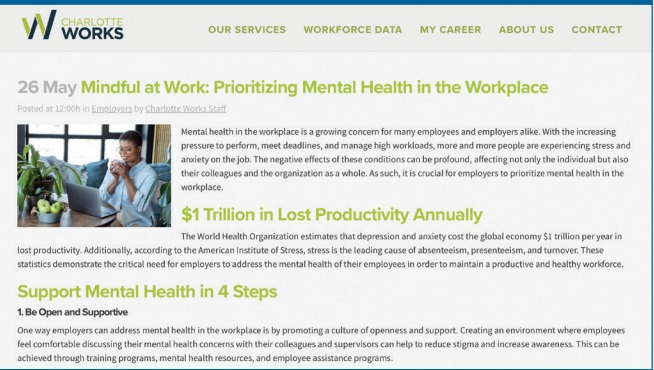 CHARLOTTE
WORKS
OUR SERVICES WORKFORCE DATA MY CAREER ABOUT US CONTACT
26 May Mindful at Work: Prioritizing Mental Health in the Workplace
Posted at 12:00h in Employers by Charlotte Works Staff
Mental health in the workplace is a growing concern for many employees and employers alike. With the increasing
pressure to perform, meet deadlines, and manage high workloads, more and more people are experiencing stress and
anxiety on the job. The negative effects of these conditions can be profound, affecting not only the individual but also
their colleagues and the organization as a whole. As such, it is crucial for employers to prioritize mental health in the
workplace.
$1 Trillion in Lost Productivity Annually
The World Health Organization estimates that depression and anxiety cost the global economy $1 trillion per year in
lost productivity. Additionally, according to the American Institute of Stress, stress is the leading cause of absenteeism, presenteeism, and turnover. These
statistics demonstrate the critical need for employers to address the mental health of their employees in order to maintain a productive and healthy workforce.
Support Mental Health in 4 Steps
1. Be Open and Supportive
One way employers can address mental health in the workplace is by promoting a culture of openness and support. Creating an environment where employees
feel comfortable discussing their mental health concerns with their colleagues and supervisors can help to reduce stigma and increase awareness. This can be
achieved through training programs, mental health resources, and employee assistance programs.